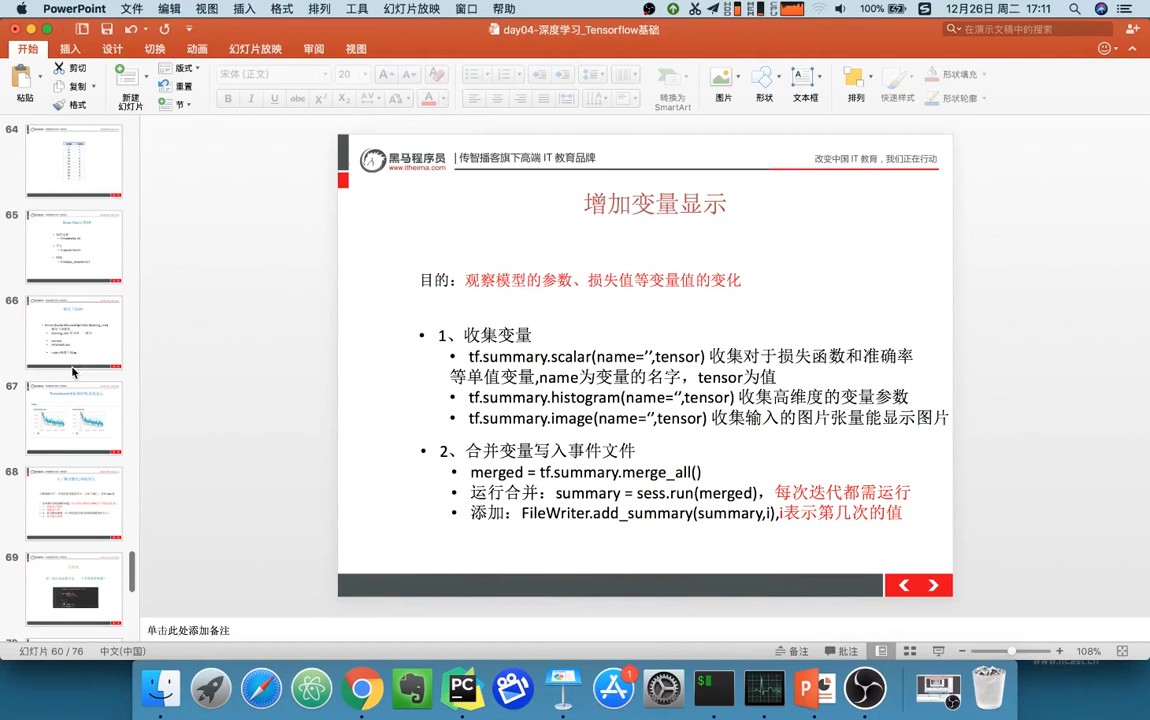 PowerPoint 文件 编辑 视图 插入 格式 排列 工具 幻灯片放映 窗口 帮助 100% 12月26日 周二 17:11
day04-深度学习_Tensorflow基础
在演示文稿中的搜索
开始 插入 设计 切换 动画 幻灯片放映 审阅 视图
粘贴 剪切 复制 格式 新建 幻灯片 版式 重置 节
宋体 (正文) 20
B I U abc X² X₂
转换为 SmartArt 图片 形状 文本框 排列 快速样式 形状填充 形状轮廓
64
65
66
67
68
69
黑马程序员 www.itheima.com | 传智播客旗下高端 IT 教育品牌
改变中国 IT 教育,我们正在行动
增加变量显示
目的:观察模型的参数、损失值等变量值的变化
• 1、收集变量
• tf.summary.scalar(name=’’,tensor) 收集对于损失函数和准确率
等单值变量,name为变量的名字,tensor为值
• tf.summary.histogram(name=‘’,tensor) 收集高维度的变量参数
• tf.summary.image(name=‘’,tensor) 收集输入的图片张量能显示图片
• 2、合并变量写入事件文件
• merged = tf.summary.merge_all()
• 运行合并:summary = sess.run(merged),每次迭代都需运行
• 添加:FileWriter.add_summary(summary,i),i表示第几次的值
单击此处添加备注
幻灯片 60 / 76 中文(中国) 备注 批注 108%
PC
1
$
P